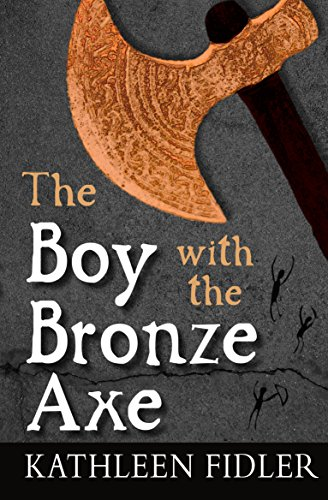 The
Boy with
the
Bronze
Axe
KATHLEEN FIDLER